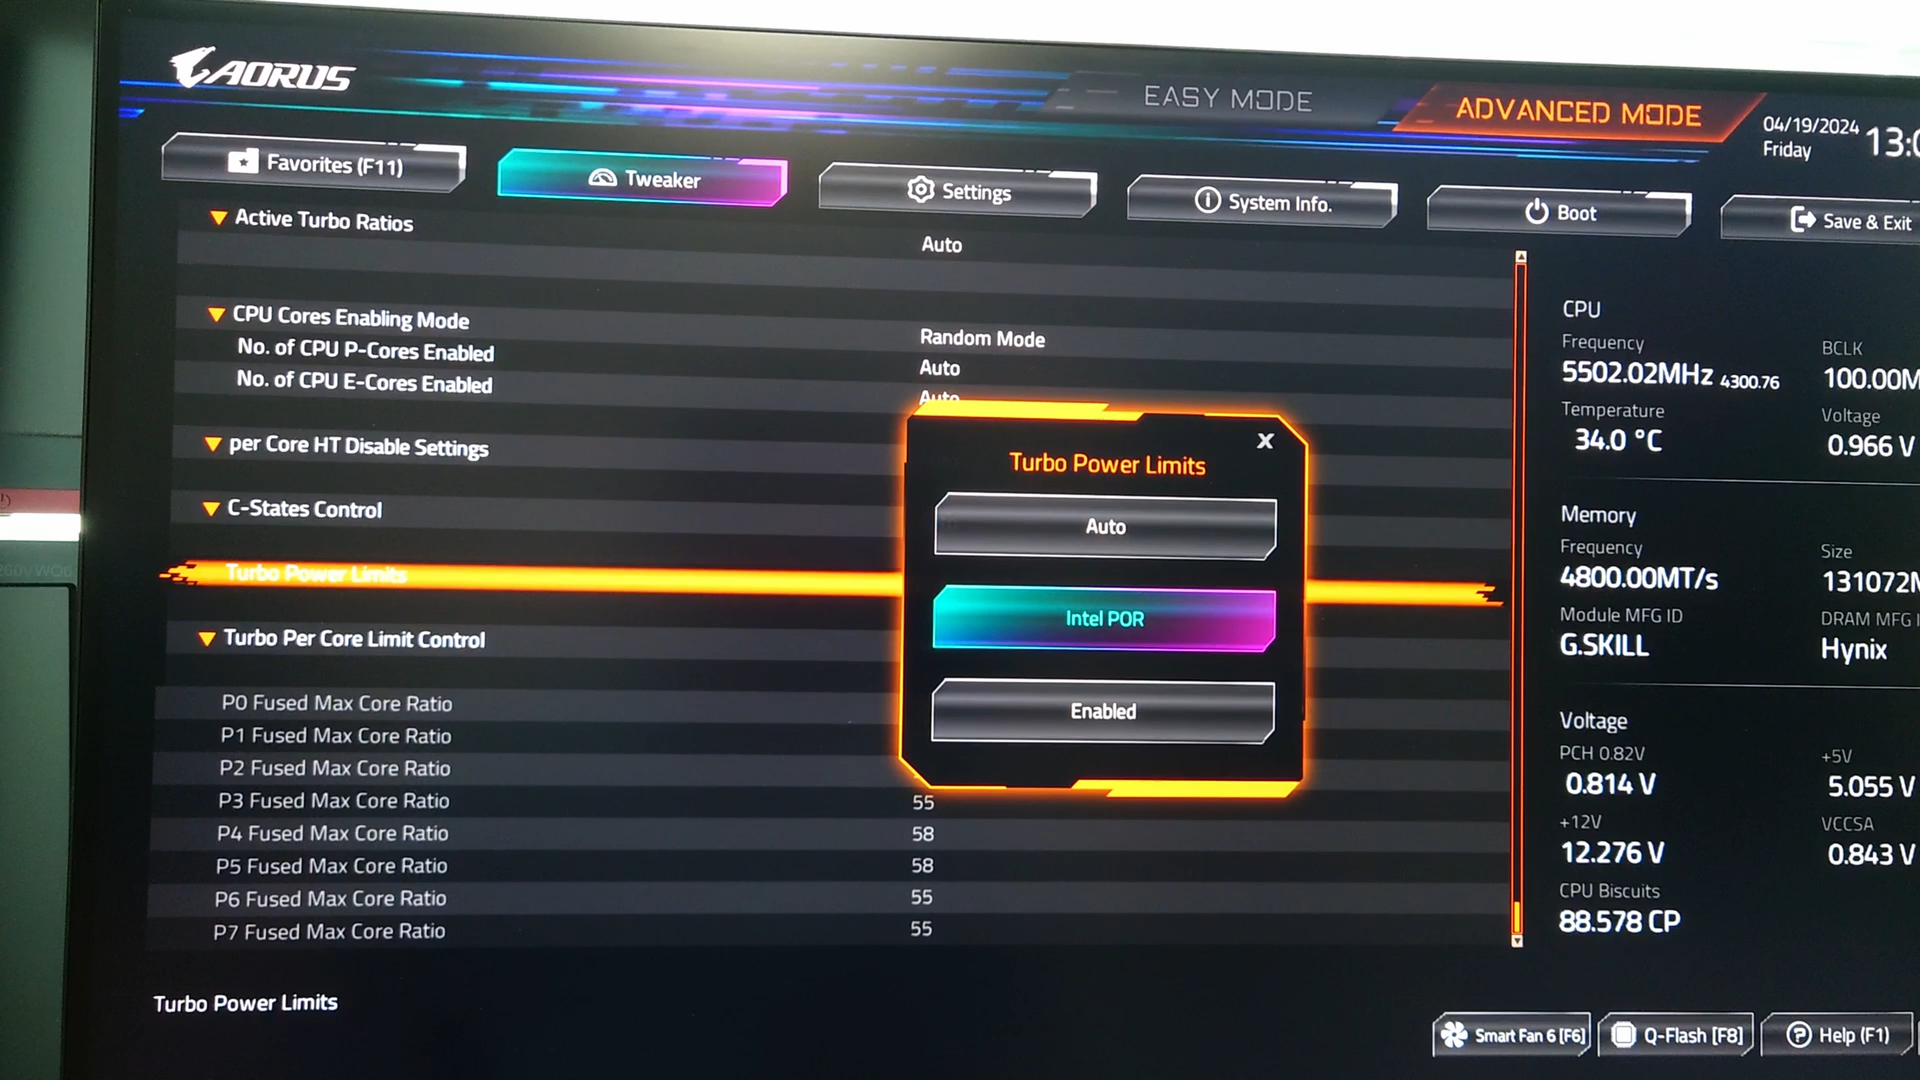 AORUS
EASY MODE
ADVANCED MODE
04/19/2024
Friday
13:0
Favorites (F11)
Tweaker
Settings
System Info.
Boot
Save & Exit
Active Turbo Ratios
Auto
CPU Cores Enabling Mode
Random Mode
No. of CPU P-Cores Enabled
Auto
No. of CPU E-Cores Enabled
Auto
per Core HT Disable Settings
C-States Control
Turbo Power Limits
Turbo Per Core Limit Control
P0 Fused Max Core Ratio
P1 Fused Max Core Ratio
P2 Fused Max Core Ratio
P3 Fused Max Core Ratio
55
P4 Fused Max Core Ratio
58
P5 Fused Max Core Ratio
58
P6 Fused Max Core Ratio
55
P7 Fused Max Core Ratio
55
Turbo Power Limits
X
Auto
Intel POR
Enabled
CPU
Frequency
BCLK
5502.02MHz 4300.76
100.00M
Temperature
Voltage
34.0 °C
0.966 V
Memory
Frequency
Size
4800.00MT/s
131072M
Module MFG ID
DRAM MFG I
G.SKILL
Hynix
Voltage
PCH 0.82V
+5V
0.814 V
5.055 V
+12V
VCCSA
12.276 V
0.843 V
CPU Biscuits
88.578 CP
Turbo Power Limits
Smart Fan 6 [F6]
Q-Flash [F8]
Help (F1)